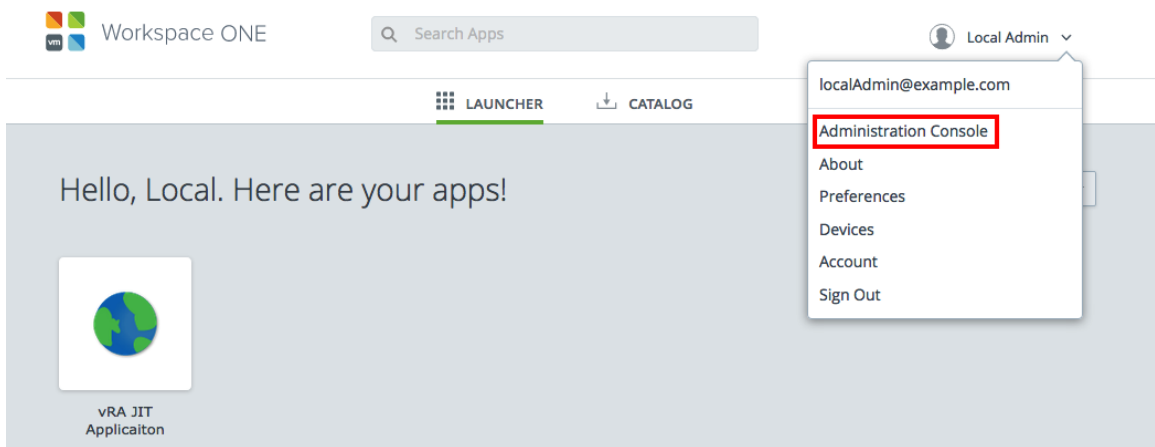 vm Workspace ONE
Search Apps
Local Admin
localAdmin@example.com
LAUNCHER
CATALOG
Administration Console
About
Preferences
Devices
Account
Sign Out
Hello, Local. Here are your apps!
vRA JIT
Applicaiton